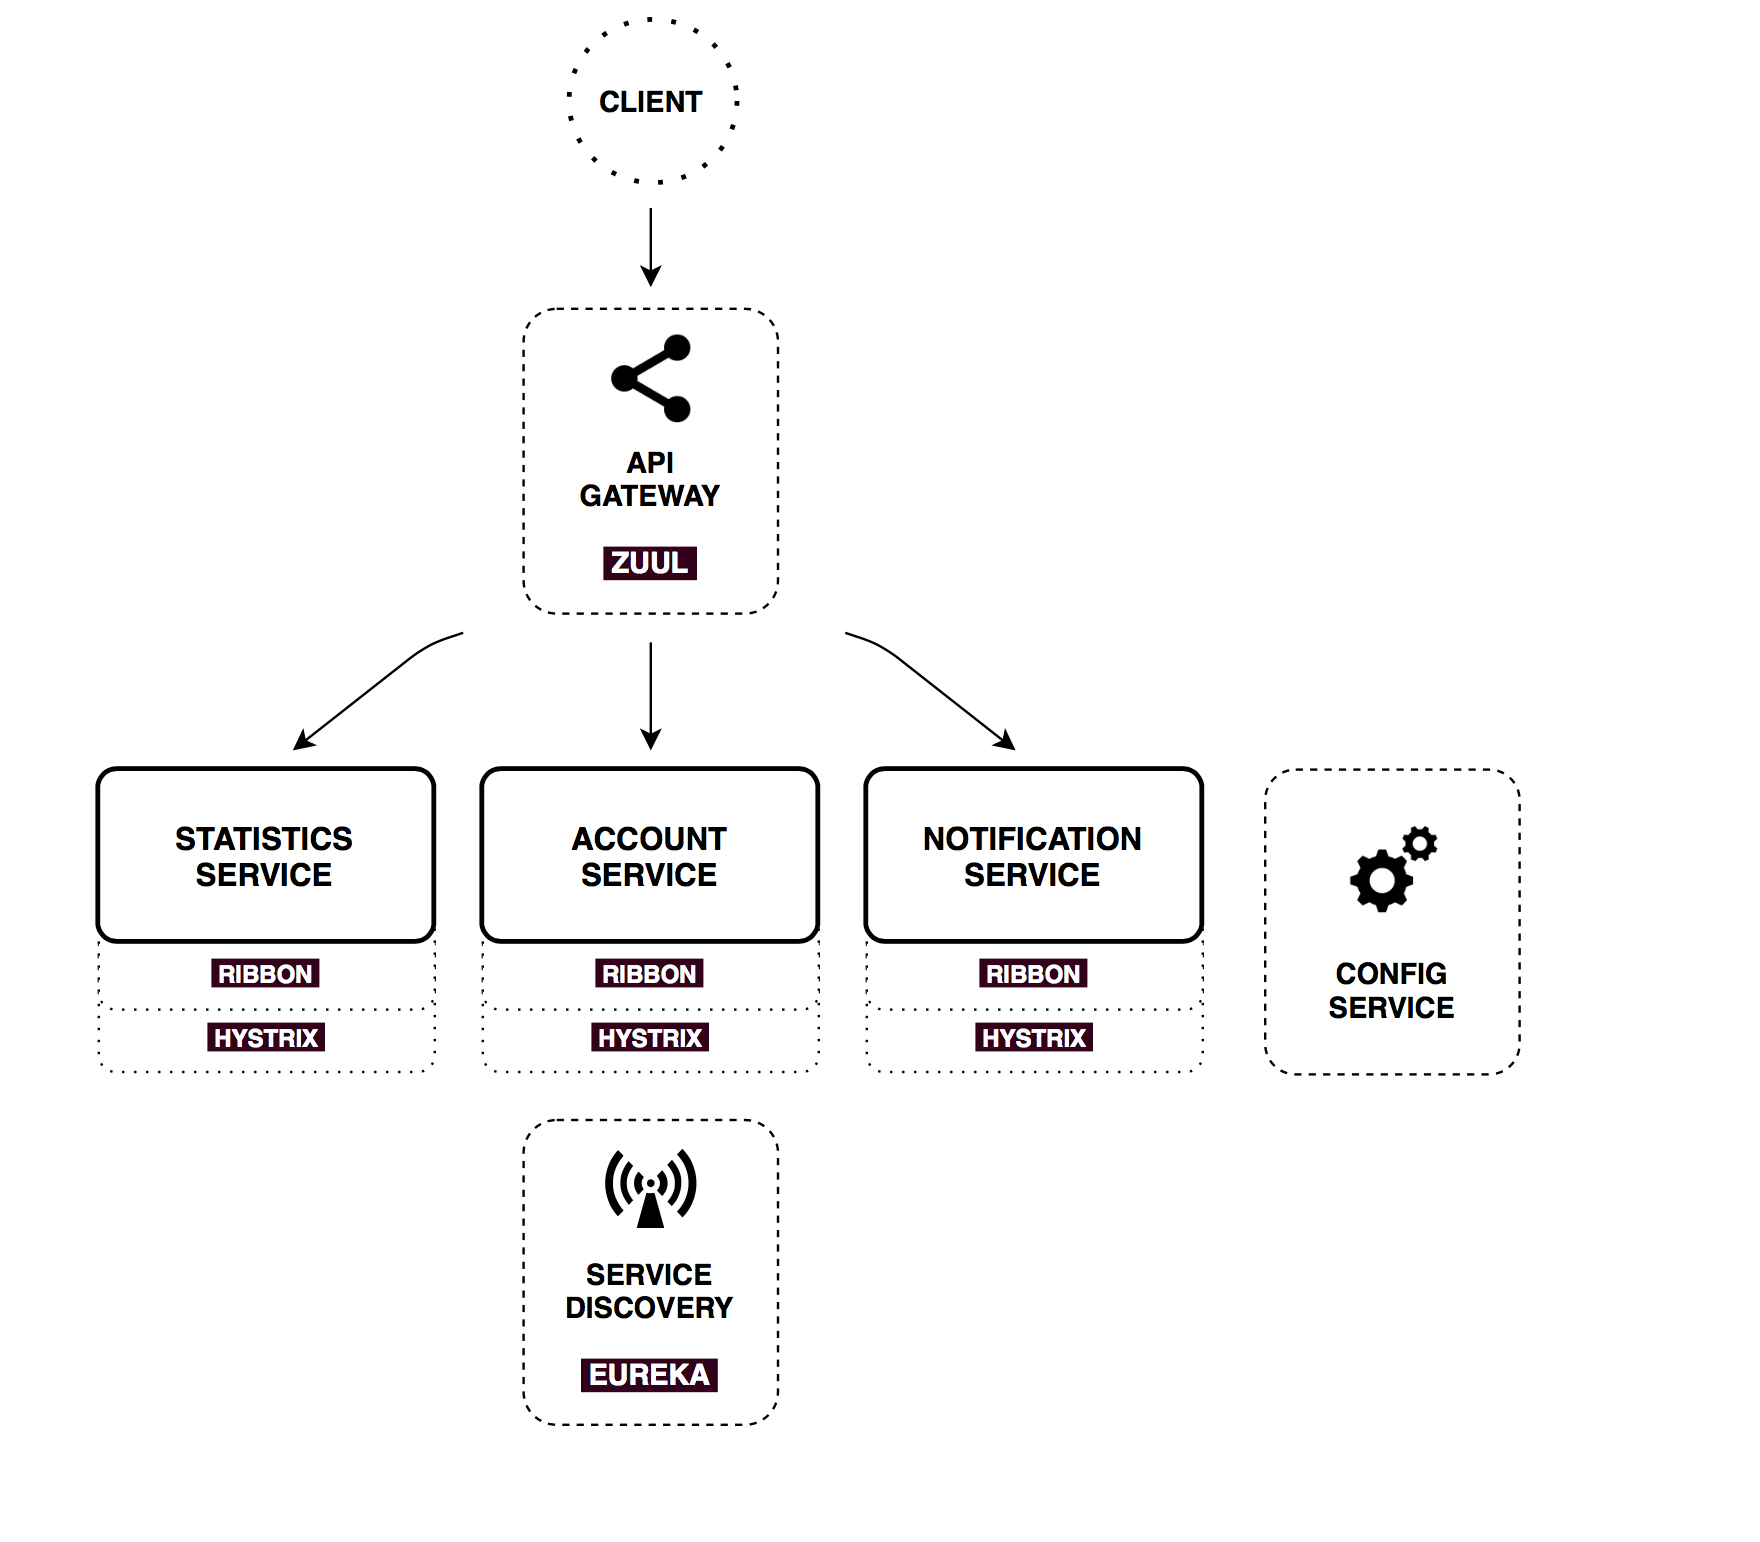 CLIENT
API
GATEWAY
ZUUL
STATISTICS
SERVICE
RIBBON
HYSTRIX
ACCOUNT
SERVICE
RIBBON
HYSTRIX
NOTIFICATION
SERVICE
RIBBON
HYSTRIX
CONFIG
SERVICE
SERVICE
DISCOVERY
EUREKA